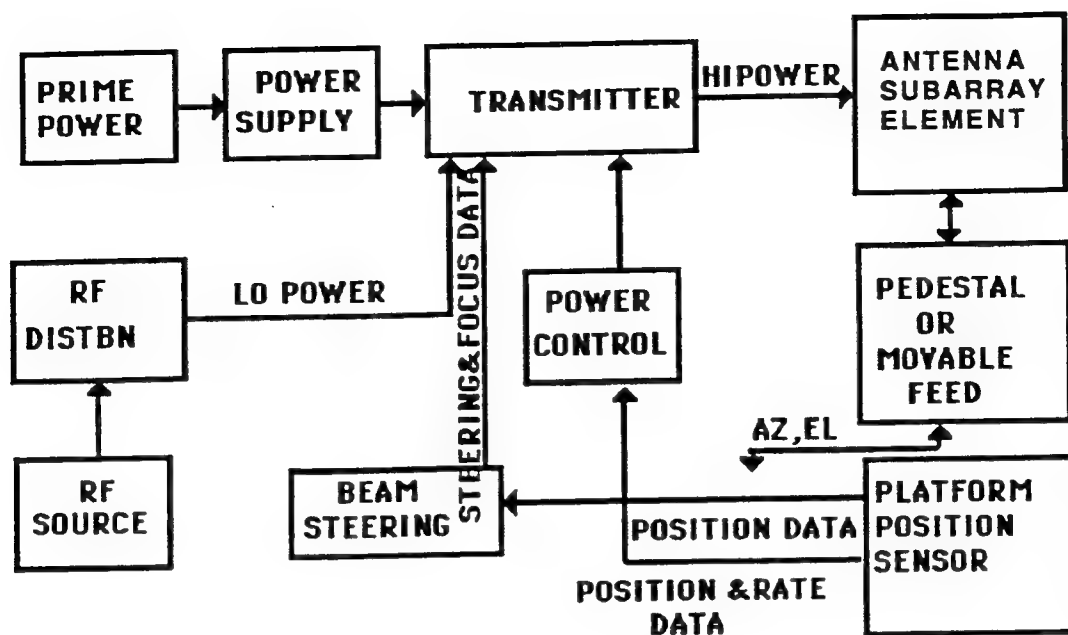 PRIME
POWER
POWER
SUPPLY
TRANSMITTER
HIPOWER
ANTENNA
SUBARRAY
ELEMENT
RF
DISTBN
LO POWER
STEERING&FOCUS DATA
POWER
CONTROL
PEDESTAL
OR
MOVABLE
FEED
AZ,EL
RF
SOURCE
BEAM
STEERING
POSITION DATA
PLATFORM
POSITION
SENSOR
POSITION &RATE
DATA